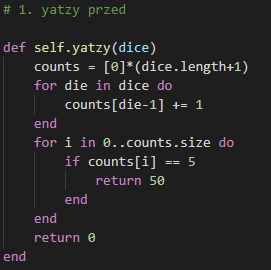 # 1. yatzy przed
def self.yatzy(dice)
    counts = [0]*(dice.length+1)
    for die in dice do
        counts[die-1] += 1
    end
    for i in 0..counts.size do
        if counts[i] == 5
            return 50
        end
    end
    return 0
end